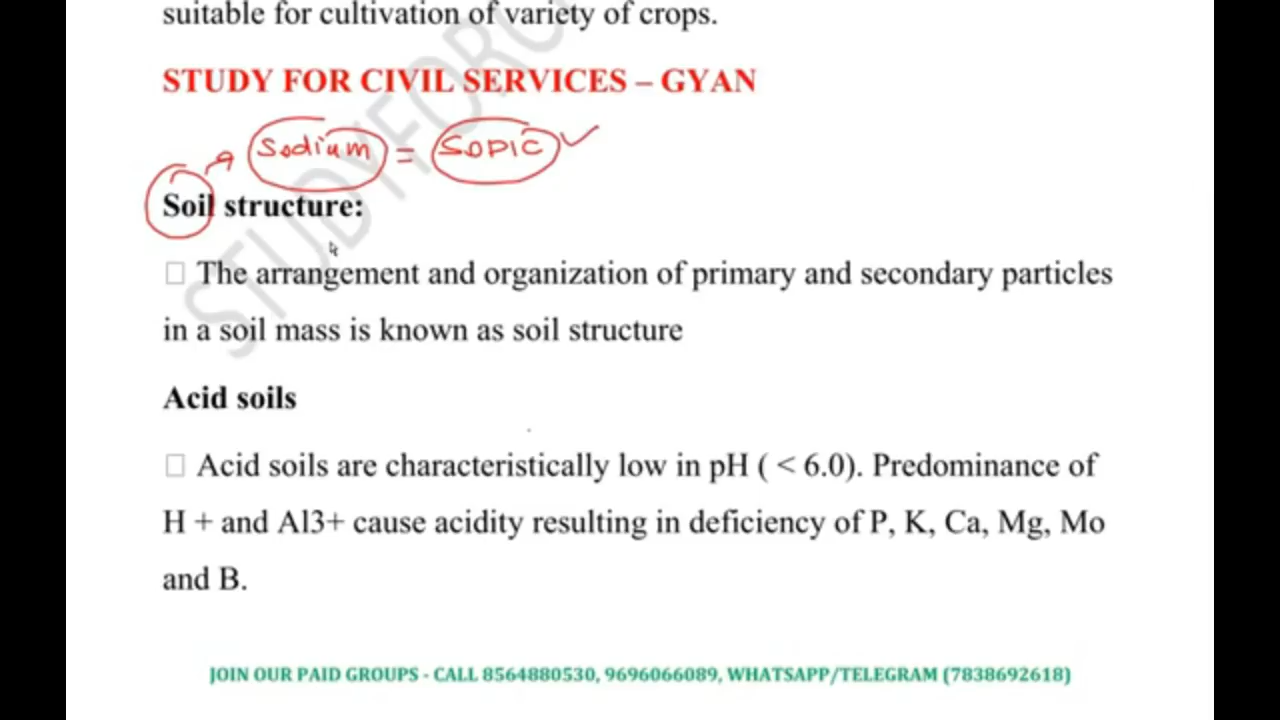 suitable for cultivation of variety of crops.
STUDY FOR CIVIL SERVICES – GYAN
Sodium = SOPIC
Soil structure:
□ The arrangement and organization of primary and secondary particles
in a soil mass is known as soil structure
Acid soils
□ Acid soils are characteristically low in pH ( < 6.0). Predominance of
H + and Al3+ cause acidity resulting in deficiency of P, K, Ca, Mg, Mo
and B.
JOIN OUR PAID GROUPS - CALL 8564880530, 9696066089, WHATSAPP/TELEGRAM (7838692618)
STUDYFORC